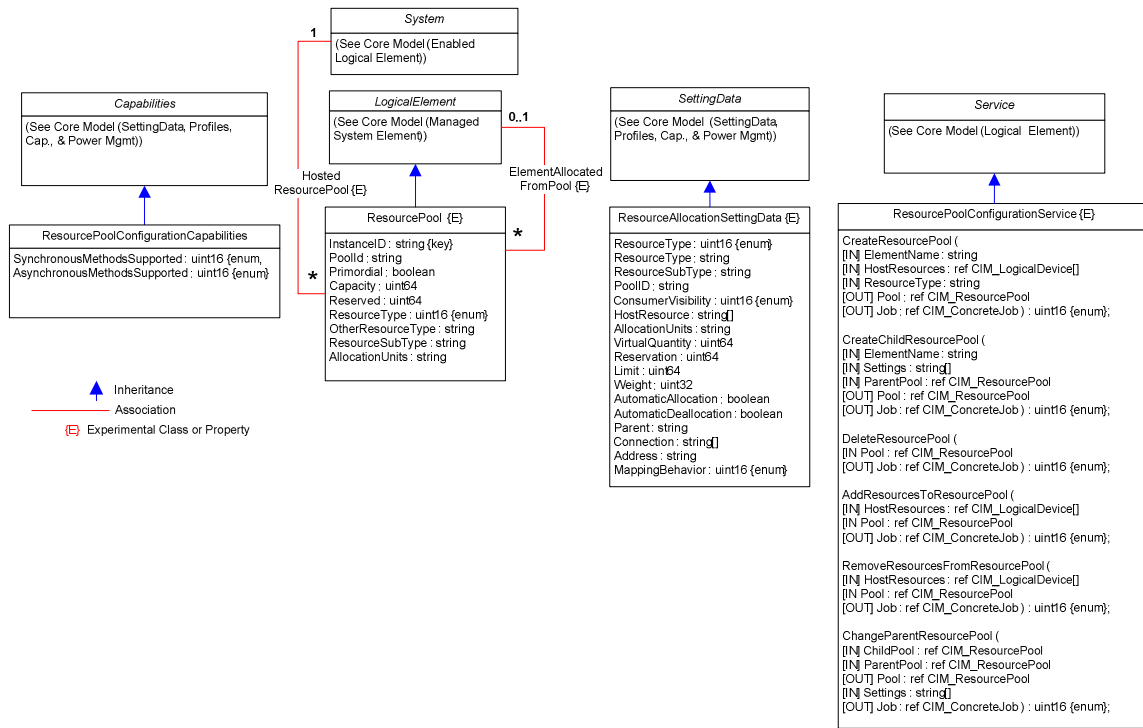 System
(See Core Model (Enabled
Logical Element))
1
Capabilities
(See Core Model (SettingData, Profiles,
Cap., & Power Mgmt))
LogicalElement
(See Core Model (Managed
System Element))
0..1
SettingData
(See Core Model (SettingData,
Profiles, Cap., & Power Mgmt))
Service
(See Core Model (Logical Element))
Hosted
ResourcePool {E}
ElementAllocated
FromPool {E}
*
*
ResourcePoolConfigurationCapabilities
SynchronousMethodsSupported : uint16 {enum,
AsynchronousMethodsSupported : uint16 {enum}
ResourcePool {E}
InstanceID : string {key}
PoolId : string
Primordial : boolean
Capacity : uint64
Reserved : uint64
ResourceType : uint16 {enum}
OtherResourceType : string
ResourceSubType : string
AllocationUnits : string
ResourceAllocationSettingData {E}
ResourceType : uint16 {enum}
ResourceType : string
ResourceSubType : string
PoolID : string
ConsumerVisibility : uint16 {enum}
HostResource : string[]
AllocationUnits : string
VirtualQuantity : uint64
Reservation : uint64
Limit : uint64
Weight : uint32
AutomaticAllocation : boolean
AutomaticDeallocation : boolean
Parent : string
Connection : string[]
Address : string
MappingBehavior : uint16 {enum}
ResourcePoolConfigurationService {E}
CreateResourcePool (
[IN] ElementName : string
[IN] HostResources : ref CIM_LogicalDevice[]
[IN] ResourceType : string
[OUT] Pool : ref CIM_ResourcePool
[OUT] Job : ref CIM_ConcreteJob ) : uint16 {enum};
CreateChildResourcePool (
[IN] ElementName : string
[IN] Settings : string[]
[IN] ParentPool : ref CIM_ResourcePool
[OUT] Pool : ref CIM_ResourcePool
[OUT] Job : ref CIM_ConcreteJob ) : uint16 {enum};
DeleteResourcePool (
[IN Pool : ref CIM_ResourcePool
[OUT] Job : ref CIM_ConcreteJob ) : uint16 {enum};
AddResourcesToResourcePool (
[IN] HostResources : ref CIM_LogicalDevice[]
[IN Pool : ref CIM_ResourcePool
[OUT] Job : ref CIM_ConcreteJob ) : uint16 {enum};
RemoveResourcesFromResourcePool (
[IN] HostResources : ref CIM_LogicalDevice[]
[IN Pool : ref CIM_ResourcePool
[OUT] Job : ref CIM_ConcreteJob ) : uint16 {enum};
ChangeParentResourcePool (
[IN] ChildPool : ref CIM_ResourcePool
[IN] ParentPool : ref CIM_ResourcePool
[OUT] Pool : ref CIM_ResourcePool
[IN] Settings : string[]
[OUT] Job : ref CIM_ConcreteJob ) : uint16 {enum};
Inheritance
Association
{E} Experimental Class or Property